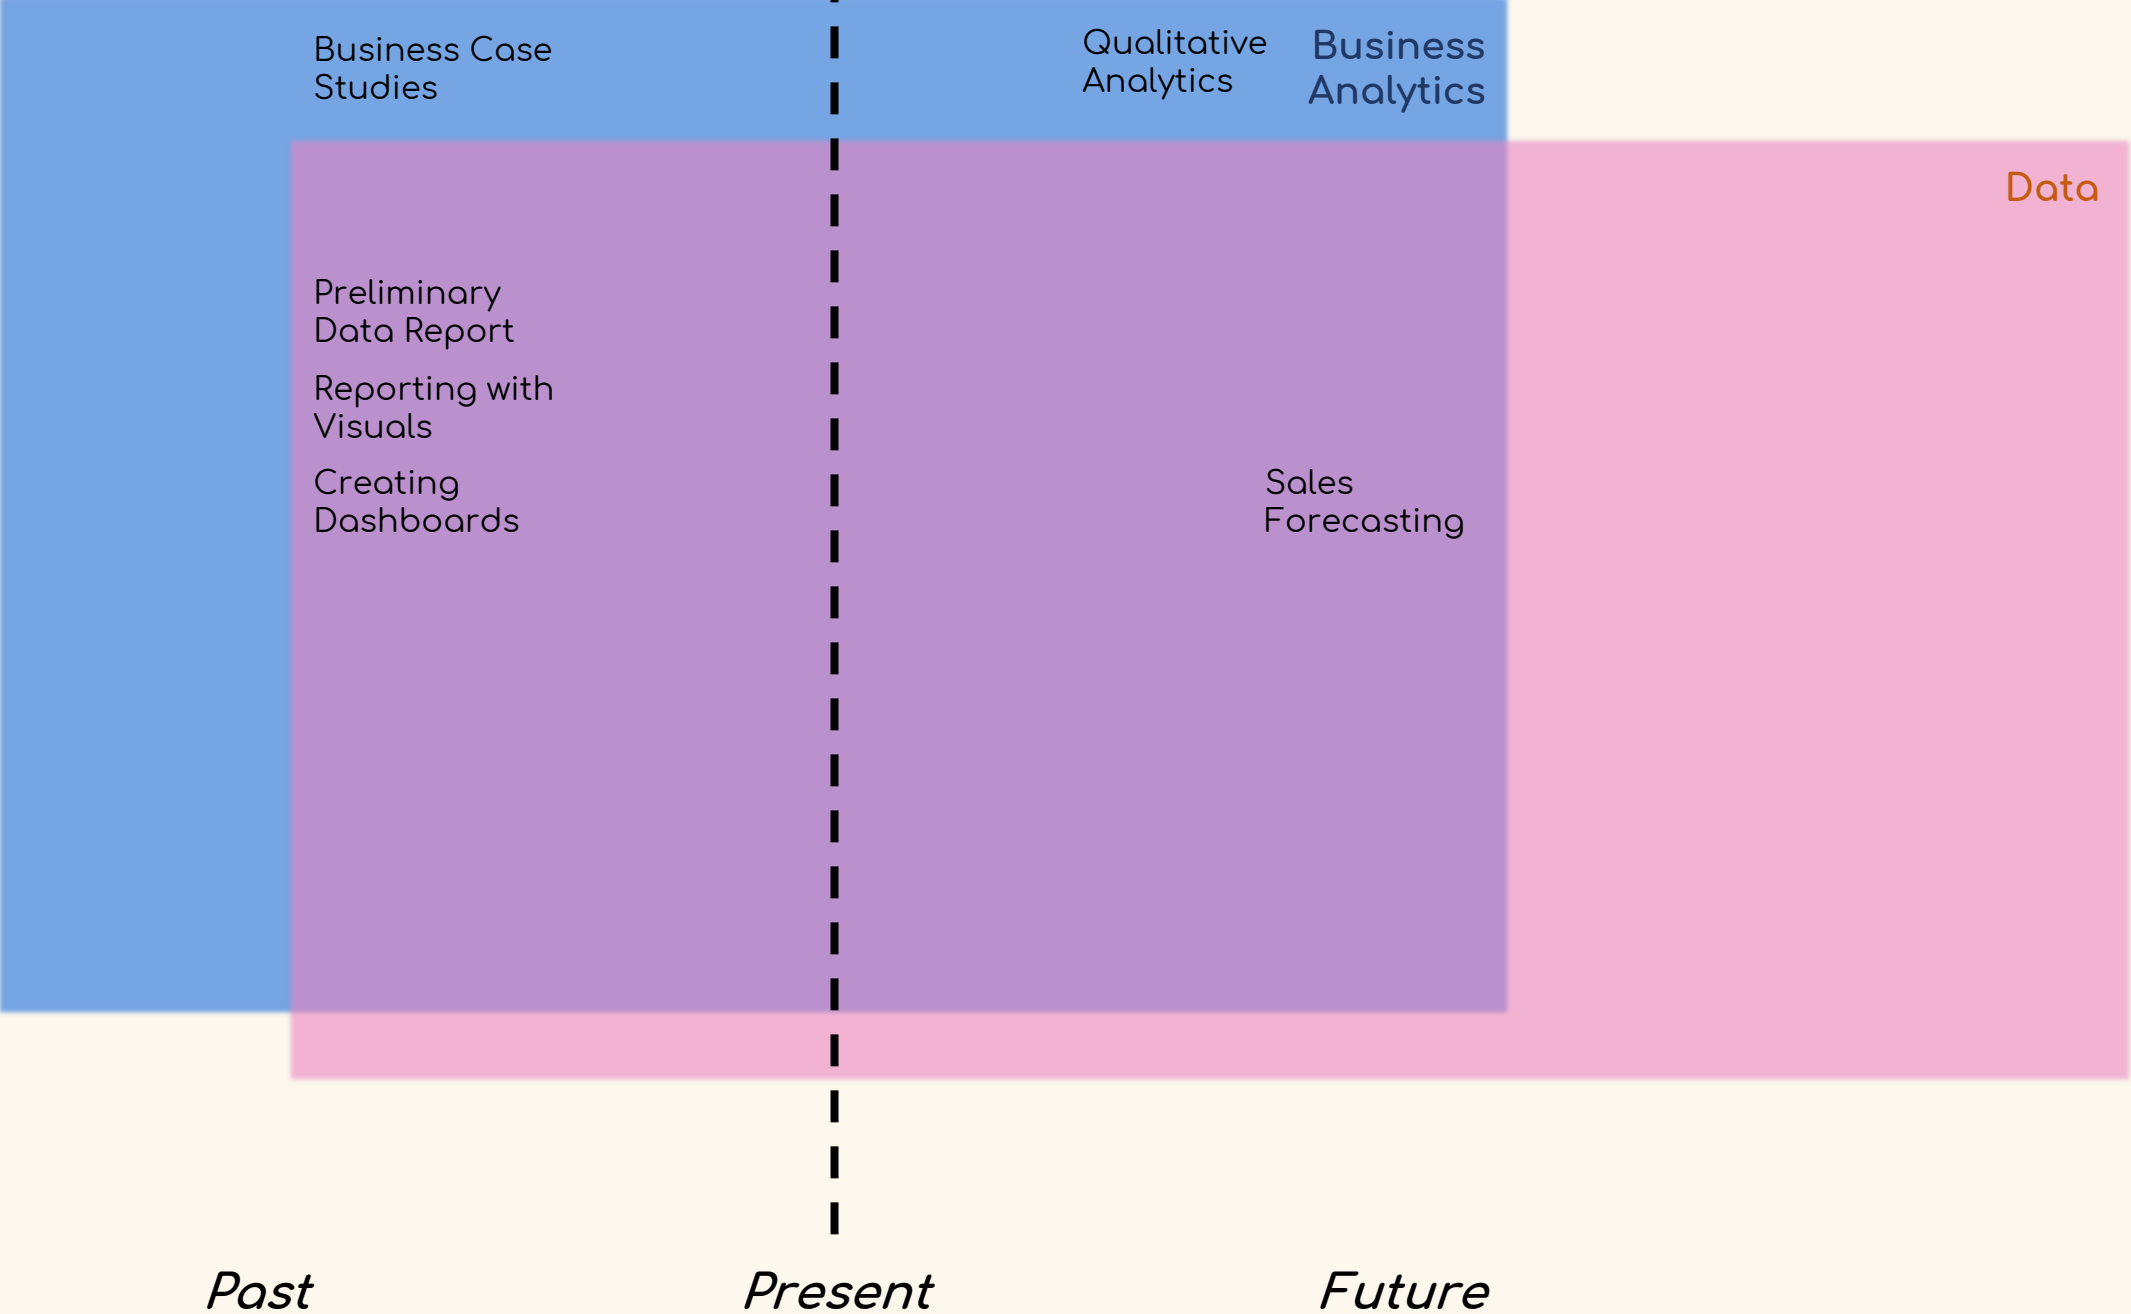 Business Case
Studies
Qualitative
Analytics
Business
Analytics
Data
Preliminary
Data Report
Reporting with
Visuals
Creating
Dashboards
Sales
Forecasting
Past
Present
Future